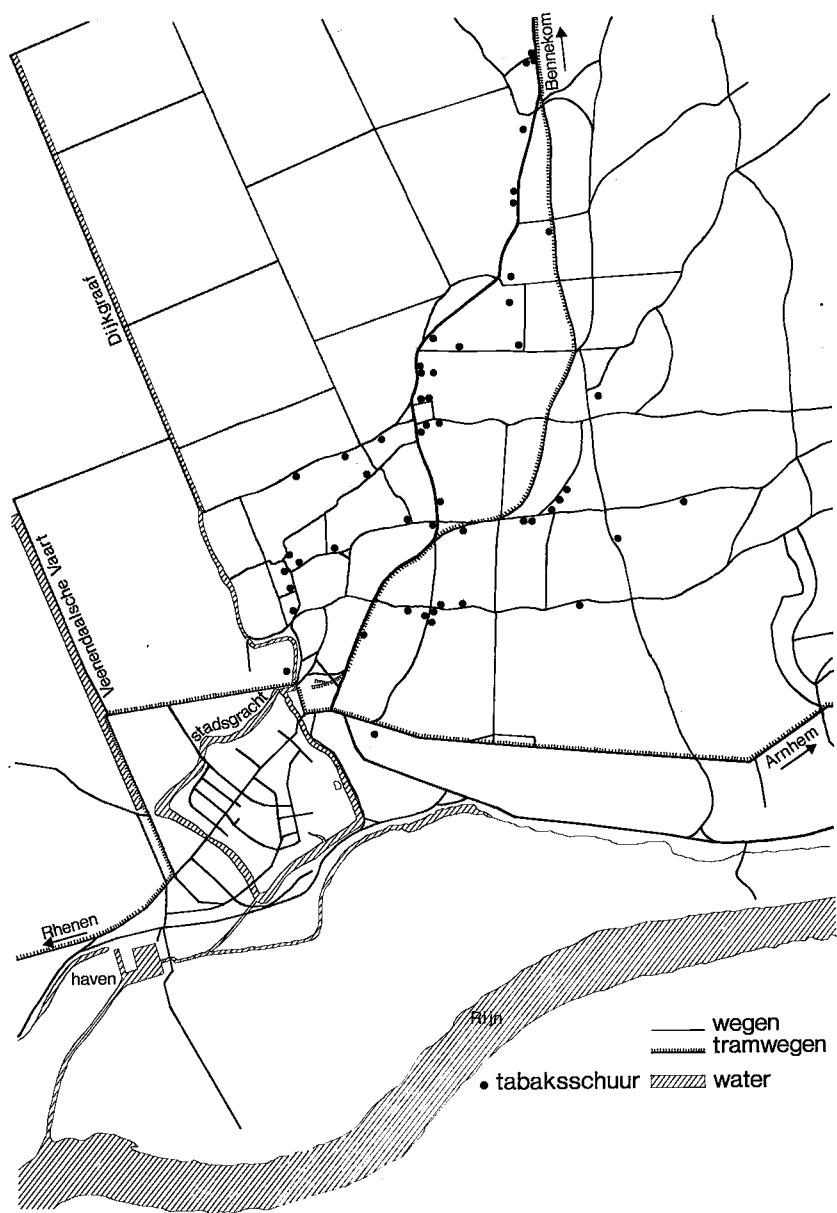 Bennekom
Dijkgraaf
Veenendaalsche Vaart
stadsgracht
Arnhem
Rhenen
haven
Rijn
wegen
tramwegen
tabaksschuur
water